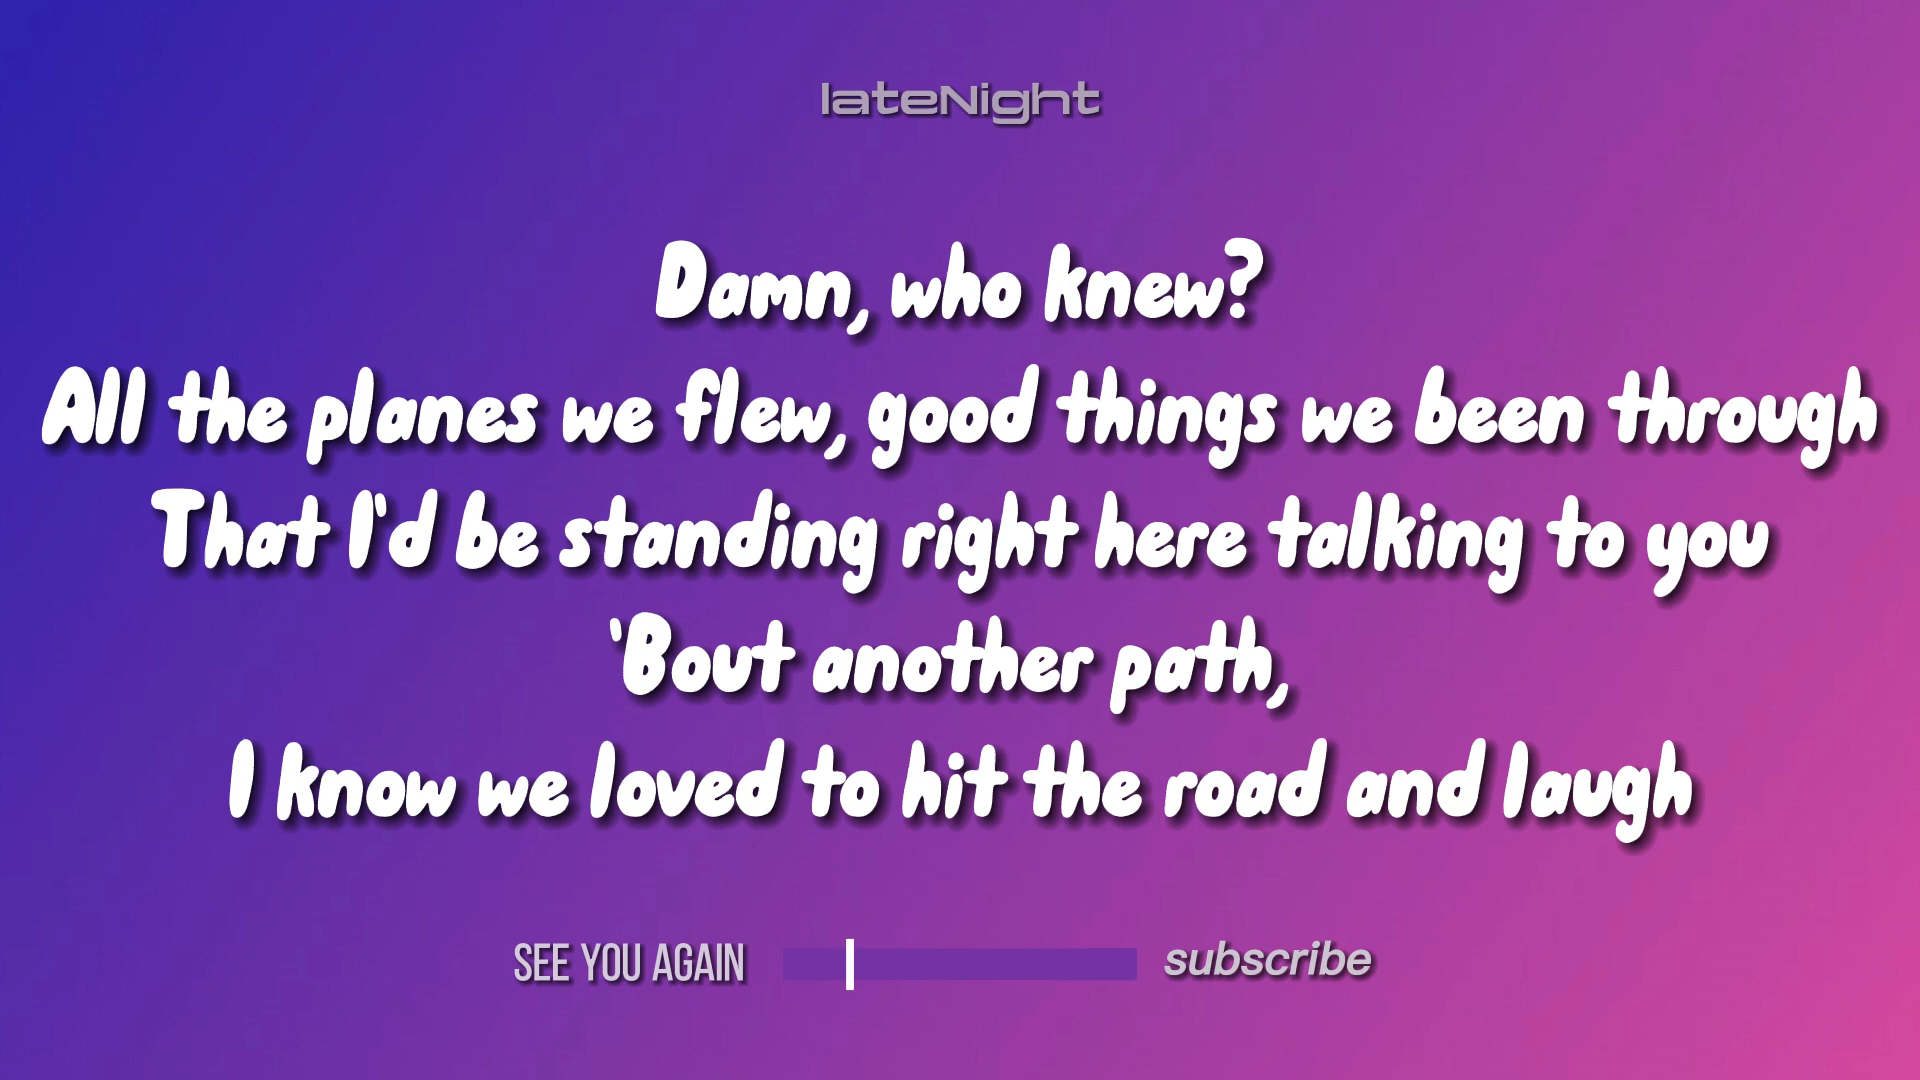 lateNight
Damn, who knew?
All the planes we flew, good things we been through
That I'd be standing right here talking to you
'Bout another path,
I know we loved to hit the road and laugh
SEE YOU AGAIN
subscribe